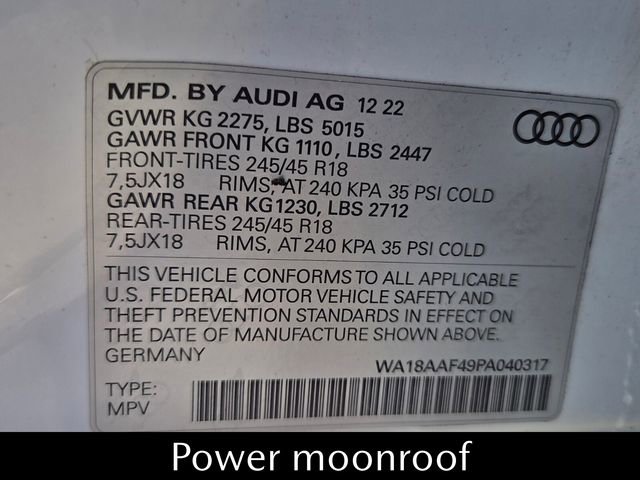 MFD. BY AUDI AG 12 22
GVWR KG 2275, LBS 5015
GAWR FRONT KG 1110, LBS 2447
FRONT-TIRES 245/45 R18
7,5JX18 RIMS, AT 240 KPA 35 PSI COLD
GAWR REAR KG1230, LBS 2712
REAR-TIRES 245/45 R18
7,5JX18 RIMS, AT 240 KPA 35 PSI COLD
THIS VEHICLE CONFORMS TO ALL APPLICABLE
U.S. FEDERAL MOTOR VEHICLE SAFETY AND
THEFT PREVENTION STANDARDS IN EFFECT ON
THE DATE OF MANUFACTURE SHOWN ABOVE.
GERMANY WA18AAF49PA040317
TYPE:
MPV
Power moonroof